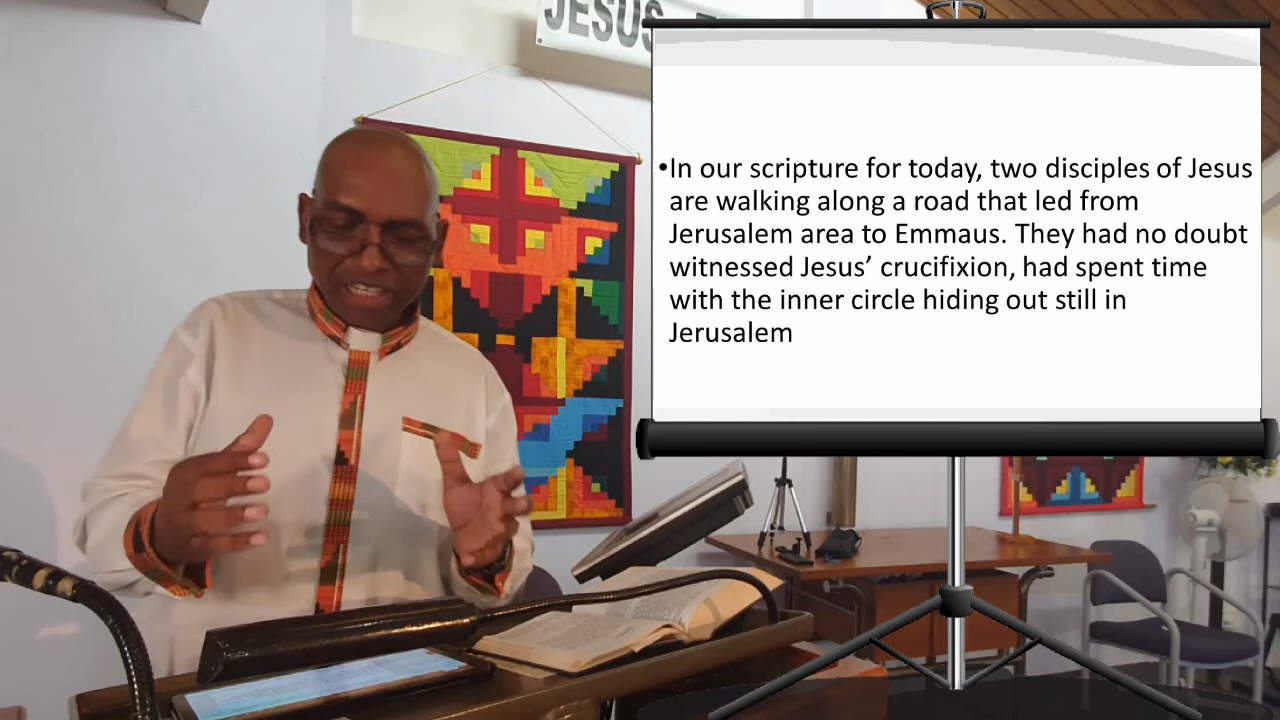 JESUS
•In our scripture for today, two disciples of Jesus
are walking along a road that led from
Jerusalem area to Emmaus. They had no doubt
witnessed Jesus’ crucifixion, had spent time
with the inner circle hiding out still in
Jerusalem